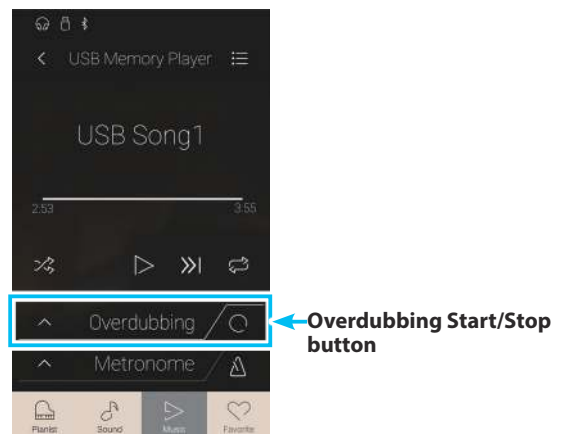 USB Memory Player
USB Song1
2:53 3:55
Overdubbing
Overdubbing Start/Stop
button
Metronome
Pianist Sound Music Favorite